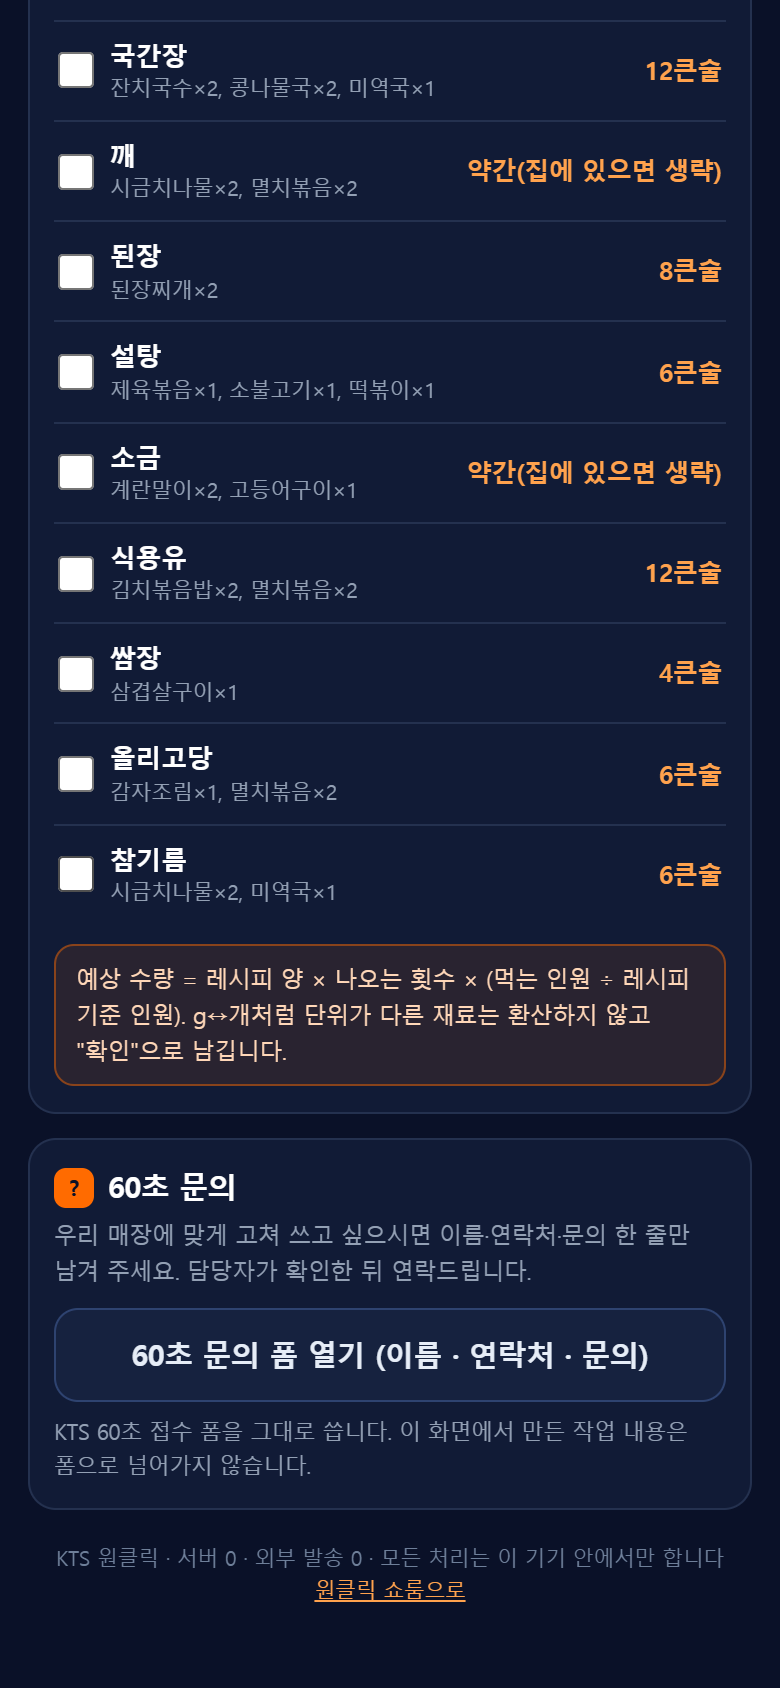 국간장
잔치국수×2, 콩나물국×2, 미역국×1
12큰술
깨
시금치나물×2, 멸치볶음×2
약간(집에 있으면 생략)
된장
된장찌개×2
8큰술
설탕
제육볶음×1, 소불고기×1, 떡볶이×1
6큰술
소금
계란말이×2, 고등어구이×1
약간(집에 있으면 생략)
식용유
김치볶음밥×2, 멸치볶음×2
12큰술
쌈장
삼겹살구이×1
4큰술
올리고당
감자조림×1, 멸치볶음×2
6큰술
참기름
시금치나물×2, 미역국×1
6큰술
예상 수량 = 레시피 양 × 나오는 횟수 × (먹는 인원 ÷ 레시피
기준 인원). g↔개처럼 단위가 다른 재료는 환산하지 않고
"확인"으로 남깁니다.
? 60초 문의
우리 매장에 맞게 고쳐 쓰고 싶으시면 이름·연락처·문의 한 줄만
남겨 주세요. 담당자가 확인한 뒤 연락드립니다.
60초 문의 폼 열기 (이름 · 연락처 · 문의)
KTS 60초 접수 폼을 그대로 씁니다. 이 화면에서 만든 작업 내용은
폼으로 넘어가지 않습니다.
KTS 원클릭 · 서버 0 · 외부 발송 0 · 모든 처리는 이 기기 안에서만 합니다
원클릭 쇼룸으로